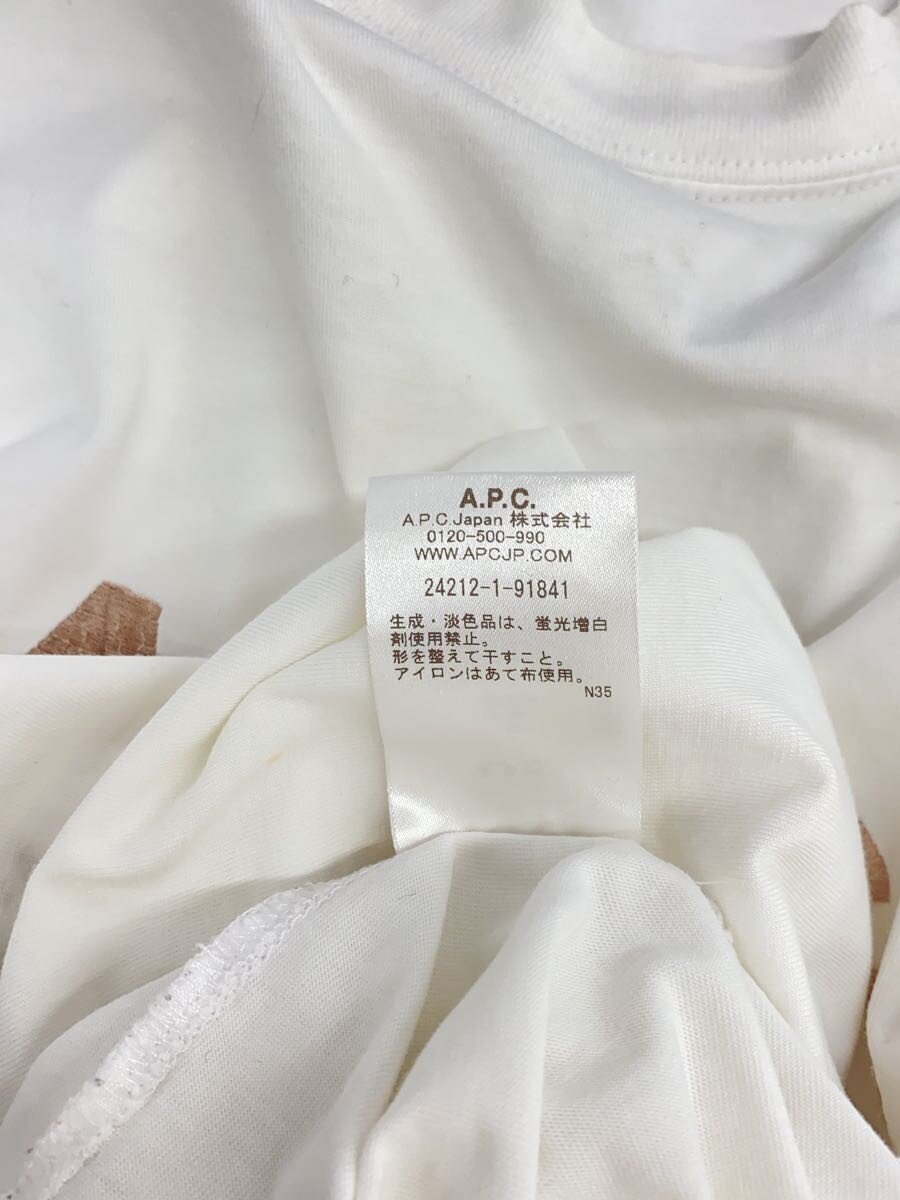 A.P.C.
A.P.C.Japan 株式会社
0120-500-990
WWW.APCJP.COM
24212-1-91841
生成・淡色品は、蛍光増白
剤使用禁止。
形を整えて干すこと。
アイロンはあて布使用。
N35